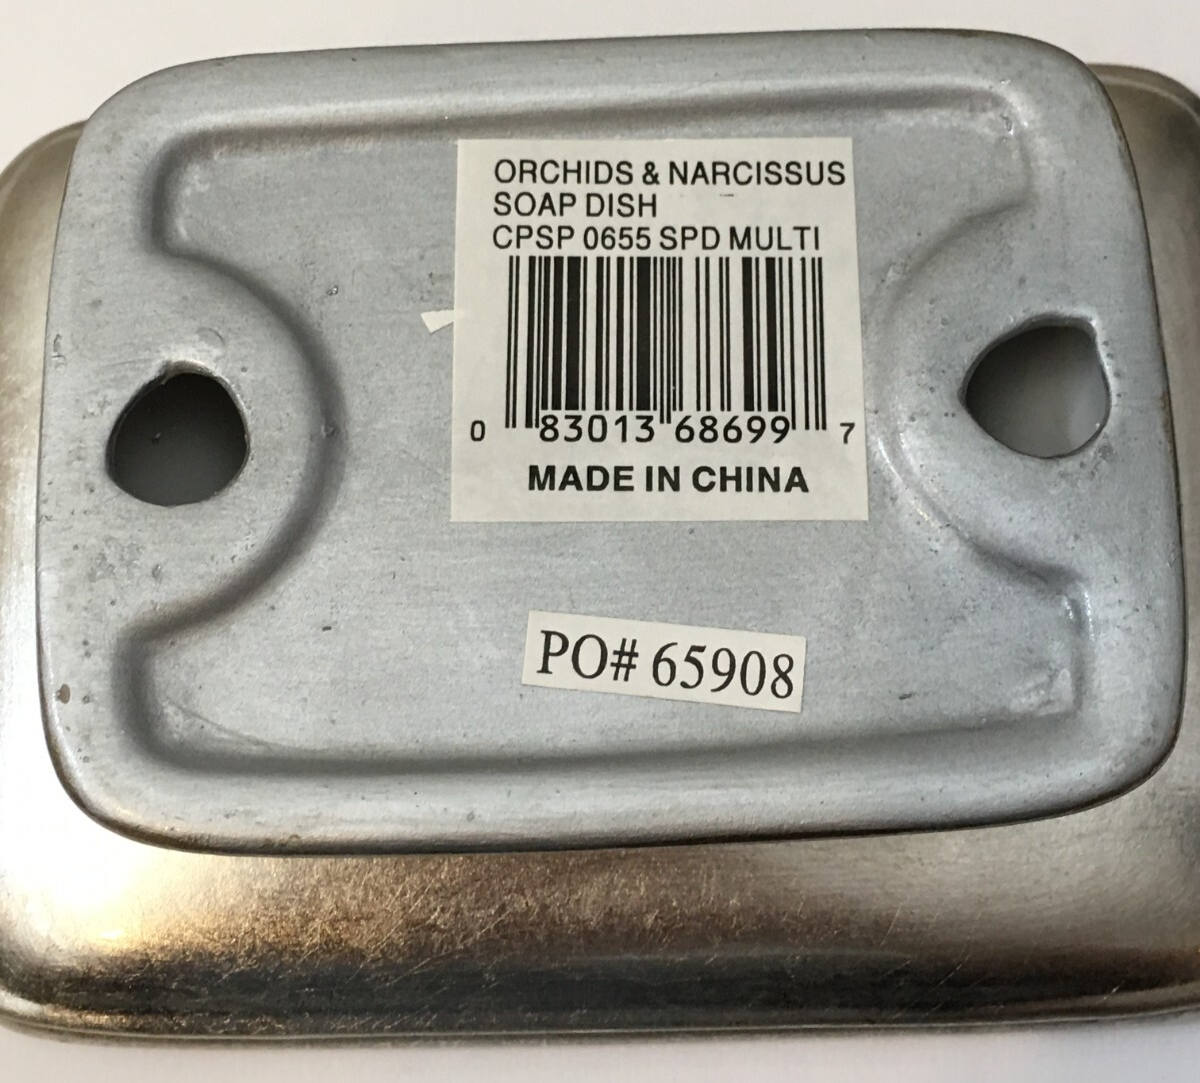 ORCHIDS & NARCISSUS
SOAP DISH
CPSP 0655 SPD MULTI
0 83013 68699 7
MADE IN CHINA
PO# 65908